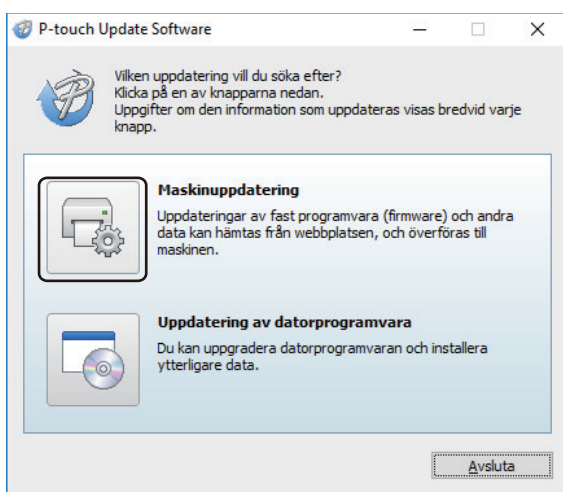 P-touch Update Software
Vilken uppdatering vill du söka efter?
Klicka på en av knapparna nedan.
Uppgifter om den information som uppdateras visas bredvid varje
knapp.
Maskinuppdatering
Uppdateringar av fast programvara (firmware) och andra
data kan hämtas från webbplatsen, och överföras till
maskinen.
Uppdatering av datorprogramvara
Du kan uppgradera datorprogramvaran och installera
ytterligare data.
Avsluta